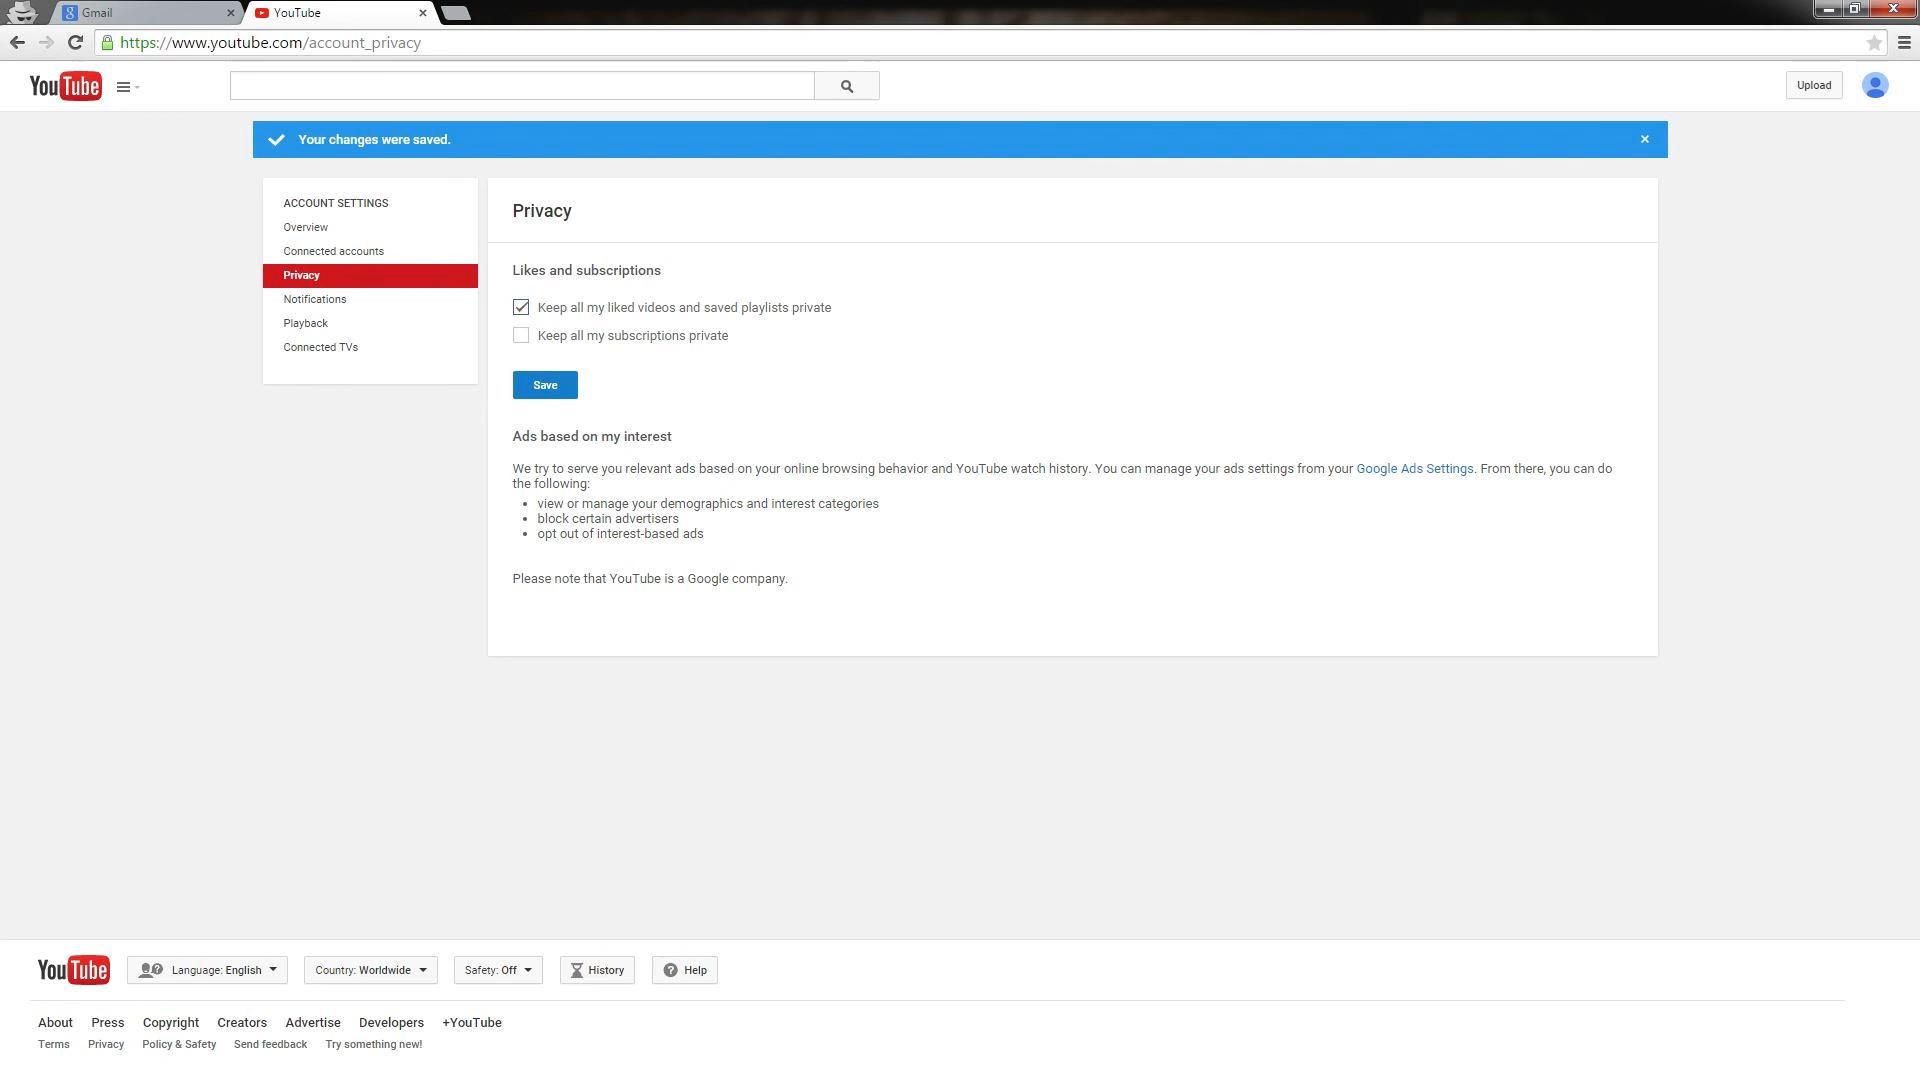 Gmail
YouTube
https://www.youtube.com/account_privacy
YouTube
Upload
Your changes were saved.
ACCOUNT SETTINGS
Overview
Connected accounts
Privacy
Notifications
Playback
Connected TVs
Privacy
Likes and subscriptions
Keep all my liked videos and saved playlists private
Keep all my subscriptions private
Save
Ads based on my interest
We try to serve you relevant ads based on your online browsing behavior and YouTube watch history. You can manage your ads settings from your Google Ads Settings. From there, you can do
the following:
view or manage your demographics and interest categories
block certain advertisers
opt out of interest-based ads
Please note that YouTube is a Google company.
YouTube
Language: English
Country: Worldwide
Safety: Off
History
Help
About Press Copyright Creators Advertise Developers +YouTube
Terms Privacy Policy & Safety Send feedback Try something new!